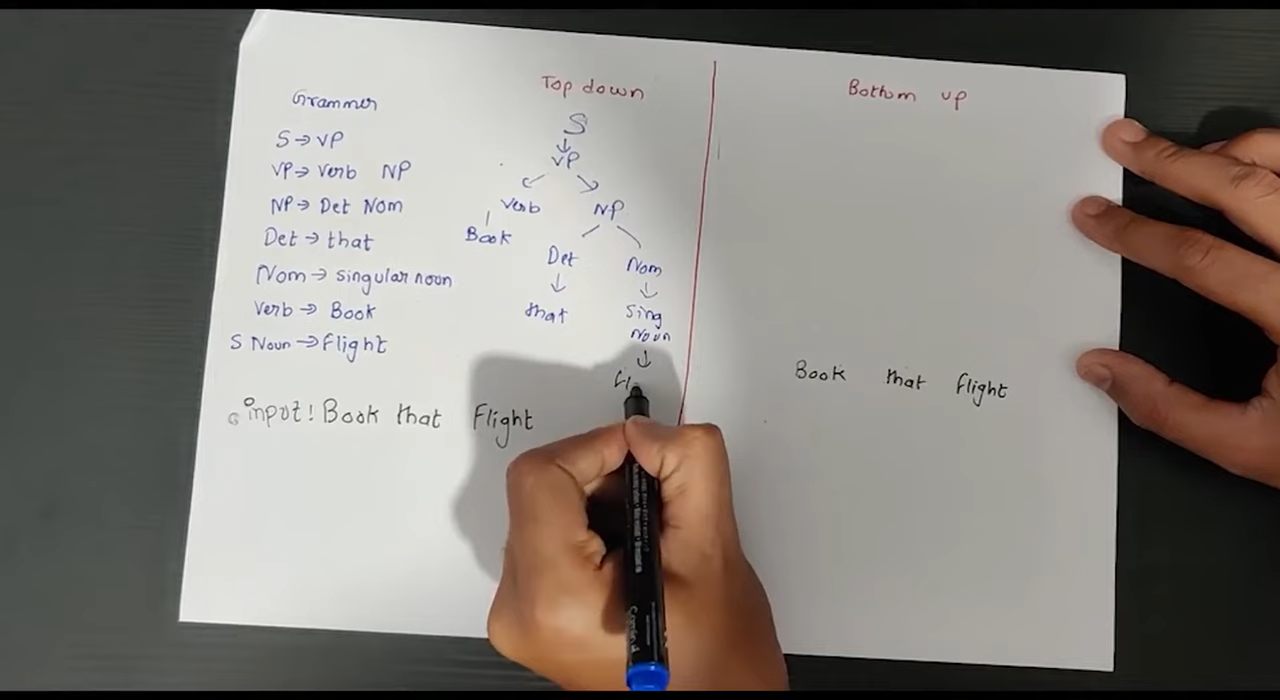 Grammer
S → VP
VP → Verb NP
NP → Det Nom
Det → that
Nom → singular noun
Verb → Book
S Noun → Flight
input! Book that Flight
Top down
S
VP
Verb NP
Book
Det Nom
that Sing
Noun
Bottum up
Book that flight